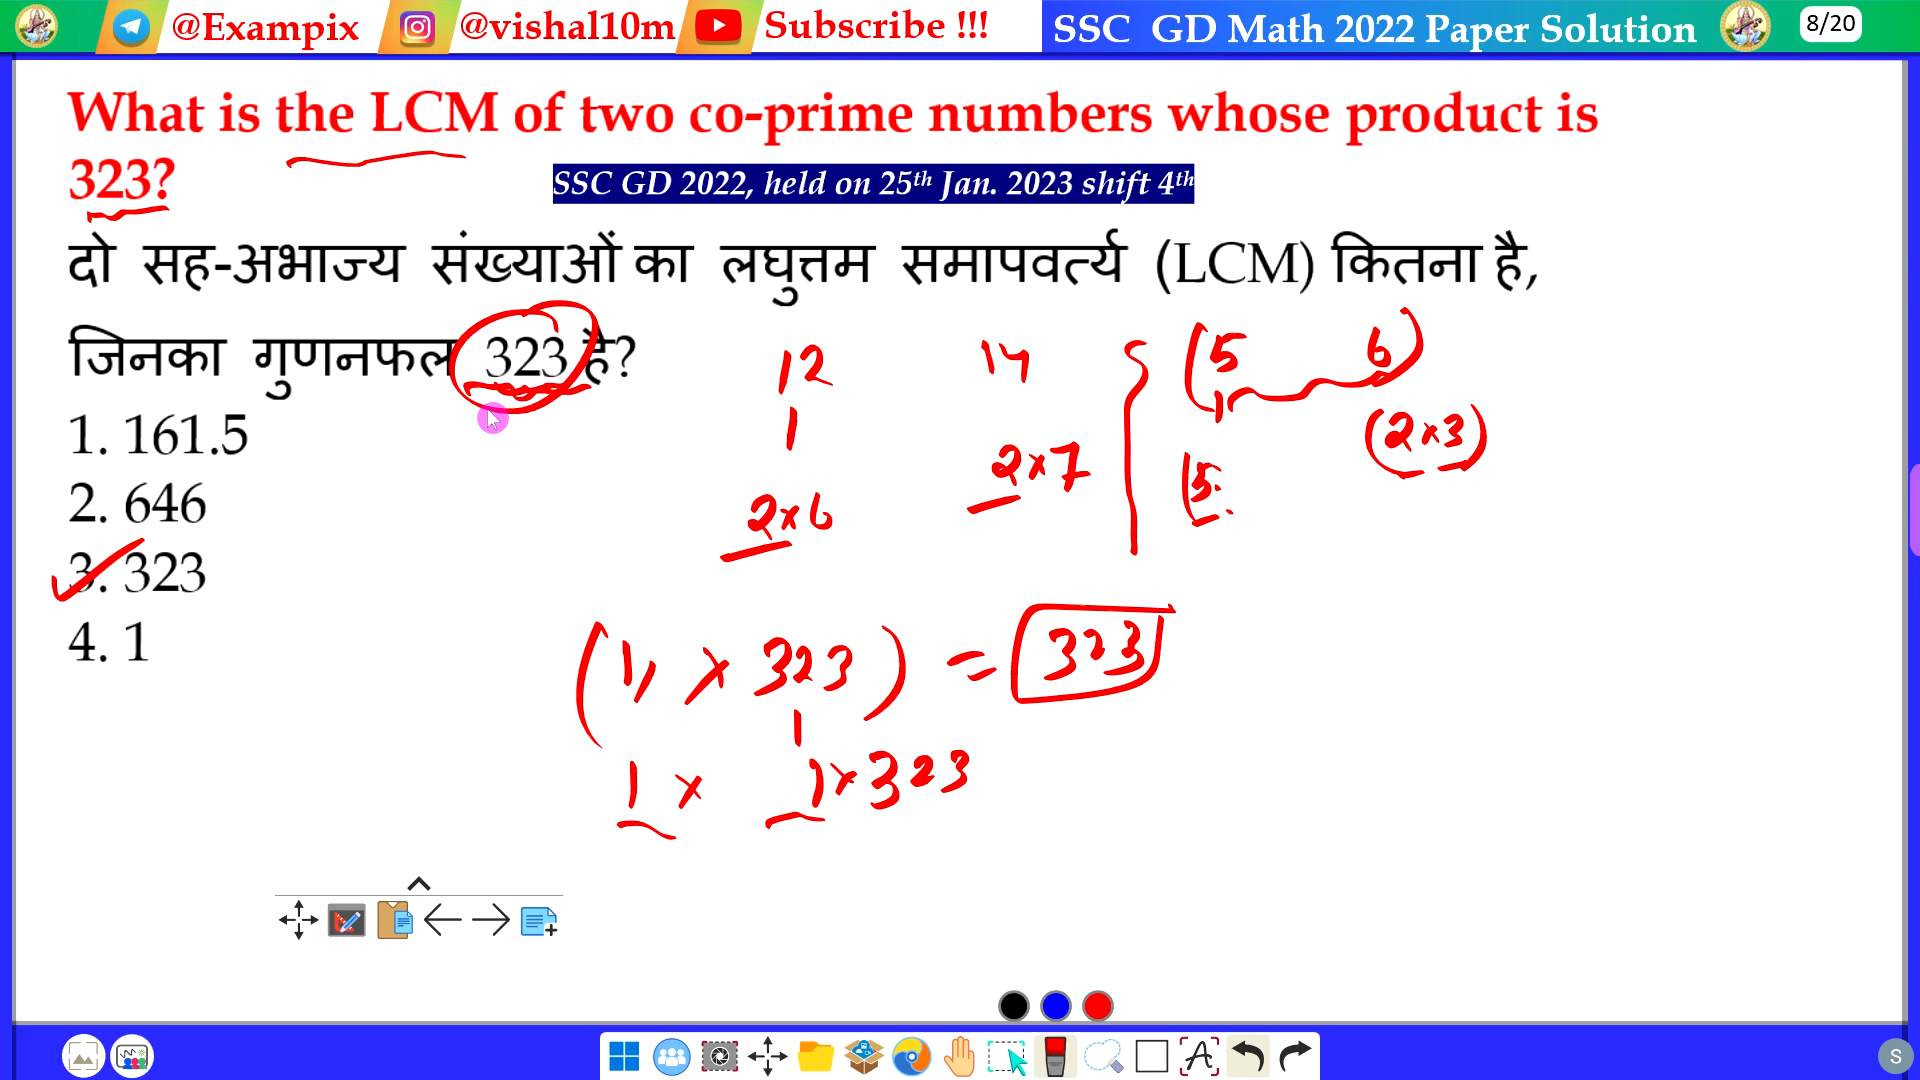 @Exampix @vishal10m Subscribe !!! SSC GD Math 2022 Paper Solution 8/20
What is the LCM of two co-prime numbers whose product is
323? SSC GD 2022, held on 25th Jan. 2023 shift 4th
दो सह-अभाज्य संख्याओं का लघुत्तम समापवर्त्य (LCM) कितना है,
जिनका गुणनफल 323 है?
12 14 (5 6)
1. 161.5
1 1 (2×3)
2×7 (5
2. 646
2×6
3. 323
4. 1
(1, × 323) = 323
1
1 × 1×323
S